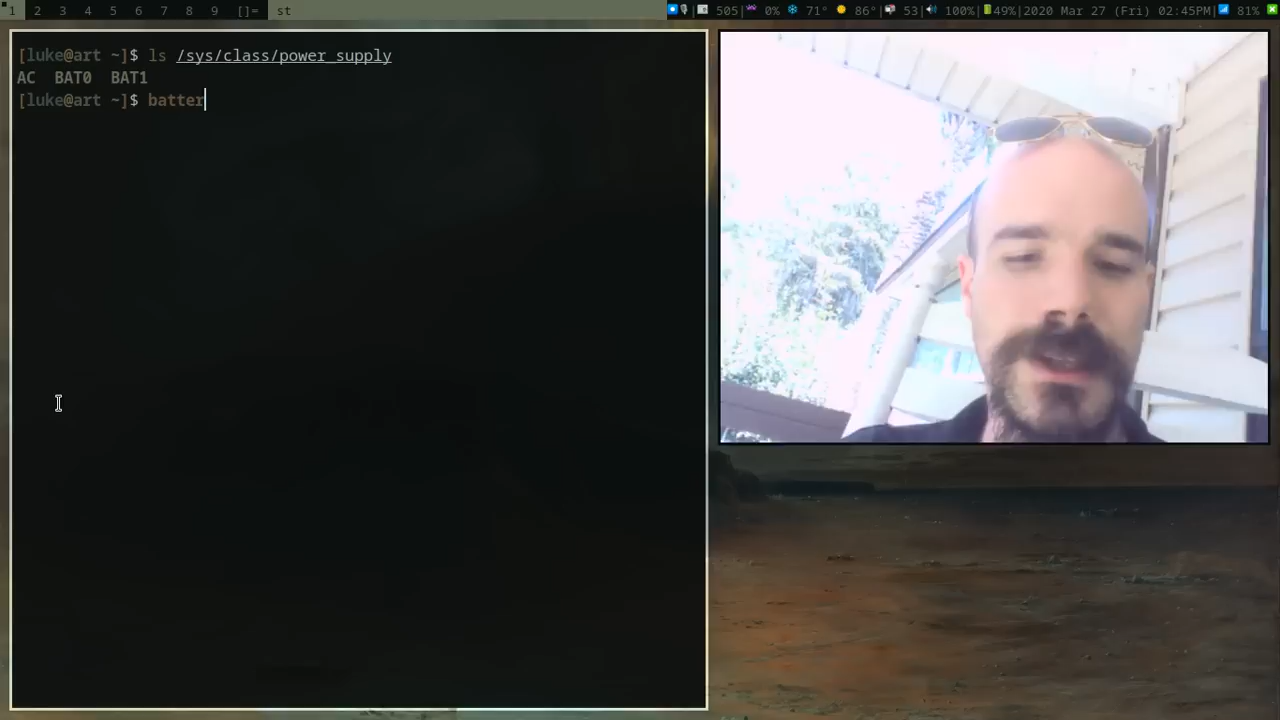 1 2 3 4 5 6 7 8 9 []= st 505 0% 71° 86° 53 100% 49% 2020 Mar 27 (Fri) 02:45PM 81%
[luke@art ~]$ ls /sys/class/power_supply
AC BAT0 BAT1
[luke@art ~]$ batter